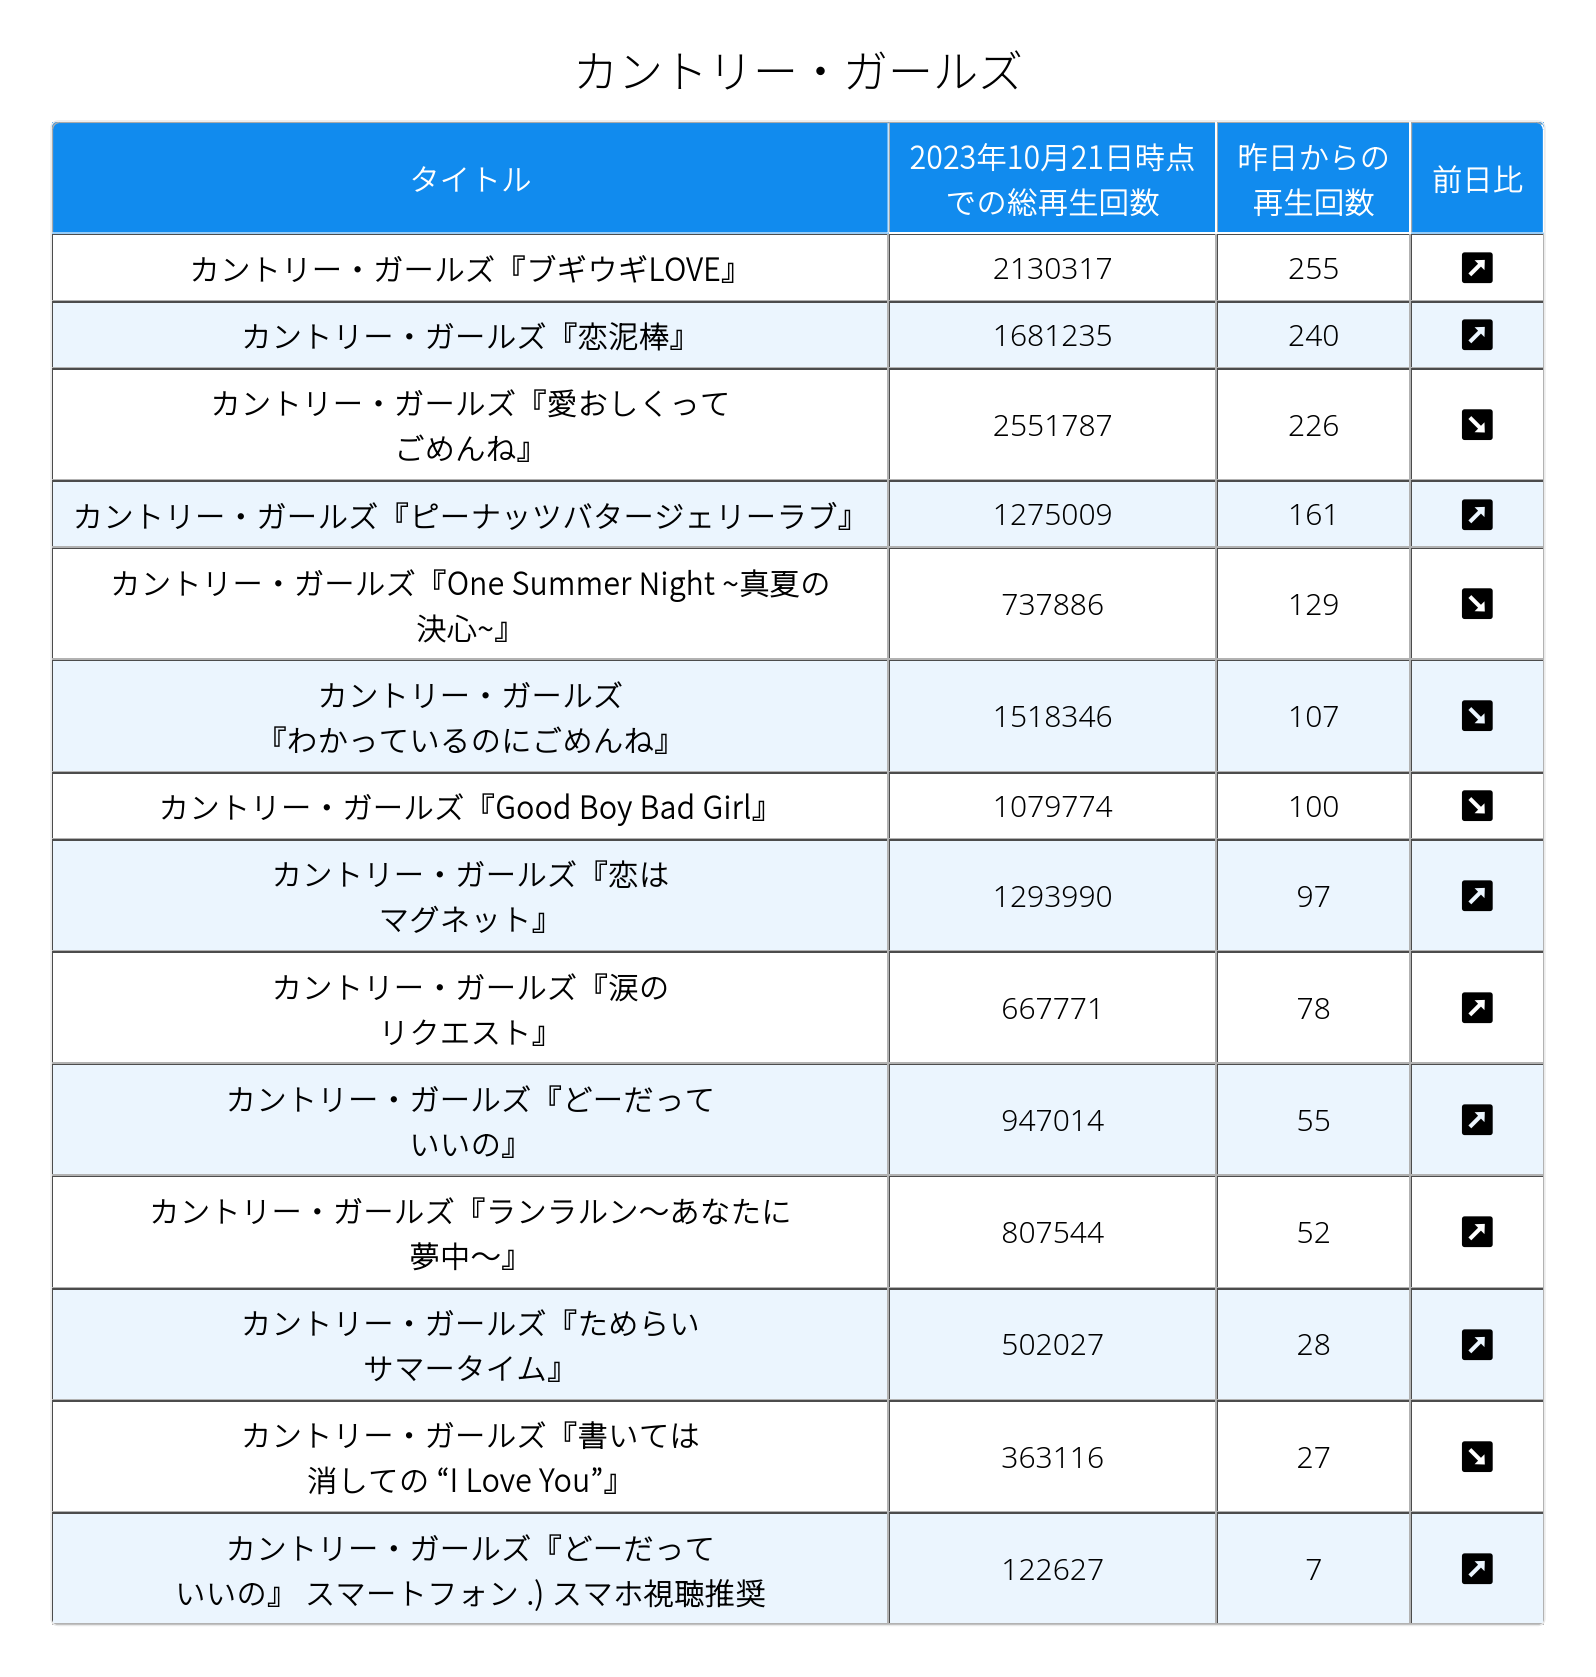 カントリー・ガールズ
タイトル
2023年10月21日時点
での総再生回数
昨日からの
再生回数
前日比
カントリー・ガールズ『ブギウギLOVE』
2130317
255
カントリー・ガールズ『恋泥棒』
1681235
240
カントリー・ガールズ『愛おしくって
ごめんね』
2551787
226
カントリー・ガールズ『ピーナッツバタージェリーラブ』
1275009
161
カントリー・ガールズ『One Summer Night ~真夏の
決心~』
737886
129
カントリー・ガールズ
『わかっているのにごめんね』
1518346
107
カントリー・ガールズ『Good Boy Bad Girl』
1079774
100
カントリー・ガールズ『恋は
マグネット』
1293990
97
カントリー・ガールズ『涙の
リクエスト』
667771
78
カントリー・ガールズ『どーだって
いいの』
947014
55
カントリー・ガールズ『ランラルン～あなたに
夢中～』
807544
52
カントリー・ガールズ『ためらい
サマータイム』
502027
28
カントリー・ガールズ『書いては
消しての “I Love You”』
363116
27
カントリー・ガールズ『どーだって
いいの』 スマートフォン .) スマホ視聴推奨
122627
7